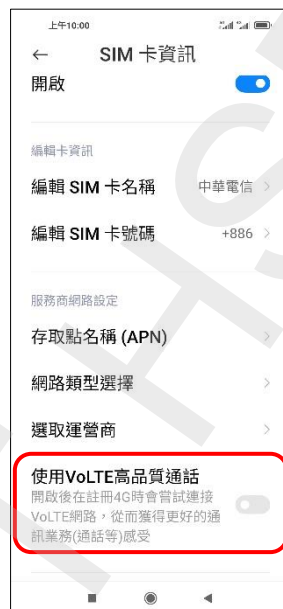 上午10:00
SIM 卡資訊
開啟
編輯卡資訊
編輯 SIM 卡名稱 中華電信
編輯 SIM 卡號碼 +886
服務商網路設定
存取點名稱 (APN)
網路類型選擇
選取運營商
使用VoLTE高品質通話
開啟後在註冊4G時會嘗試連接
VoLTE網路，從而獲得更好的通
訊業務(通話等)感受